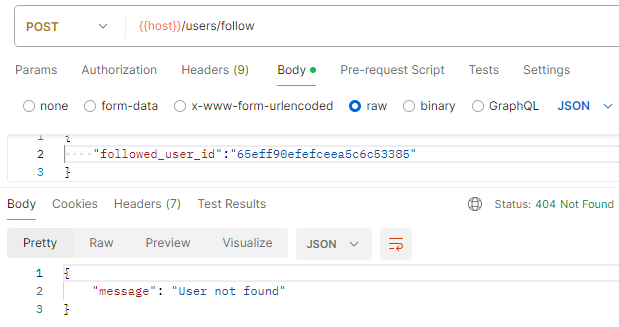 POST {{host}}/users/follow
Params Authorization Headers (9) Body Pre-request Script Tests Settings
none form-data x-www-form-urlencoded raw binary GraphQL JSON
1 {
2 "followed_user_id":"65eff90efefceea5c6c53385"
3 }
Body Cookies Headers (7) Test Results Status: 404 Not Found
Pretty Raw Preview Visualize JSON
1 {
2 "message": "User not found"
3 }